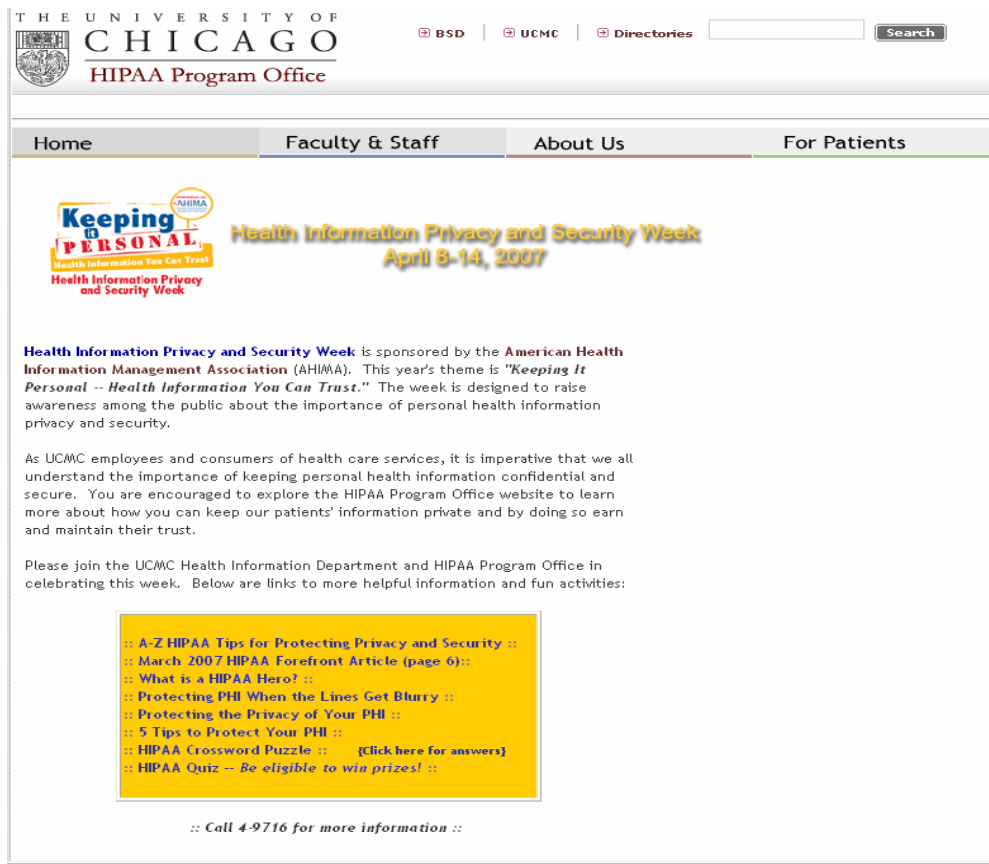 THE UNIVERSITY OF
CHICAGO
HIPAA Program Office
BSD
UCMC
Directories
Search
Home
Faculty & Staff
About Us
For Patients
AHIMA
Keeping
it
PERSONAL
Health Information You Can Trust
Health Information Privacy
and Security Week
Health Information Privacy and Security Week
April 8-14, 2007
Health Information Privacy and Security Week is sponsored by the American Health
Information Management Association (AHIMA). This year's theme is "Keeping It
Personal -- Health Information You Can Trust." The week is designed to raise
awareness among the public about the importance of personal health information
privacy and security.
As UCMC employees and consumers of health care services, it is imperative that we all
understand the importance of keeping personal health information confidential and
secure. You are encouraged to explore the HIPAA Program Office website to learn
more about how you can keep our patients' information private and by doing so earn
and maintain their trust.
Please join the UCMC Health Information Department and HIPAA Program Office in
celebrating this week. Below are links to more helpful information and fun activities:
:: A-Z HIPAA Tips for Protecting Privacy and Security ::
:: March 2007 HIPAA Forefront Article (page 6)::
:: What is a HIPAA Hero? ::
:: Protecting PHI When the Lines Get Blurry ::
:: Protecting the Privacy of Your PHI ::
:: 5 Tips to Protect Your PHI ::
:: HIPAA Crossword Puzzle :: {Click here for answers}
:: HIPAA Quiz -- Be eligible to win prizes! ::
:: Call 4-9716 for more information ::